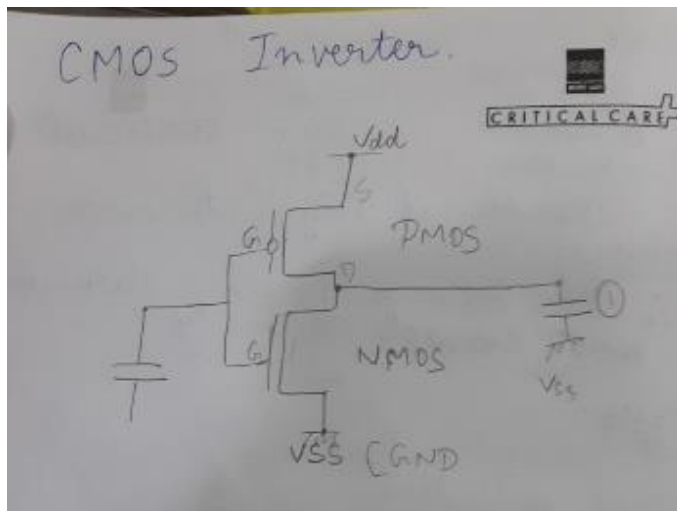 CMOS Inverter.
CRITICAL CARE
Vdd
S
G
PMOS
D
1
G
NMOS
Vss
VSS (GND